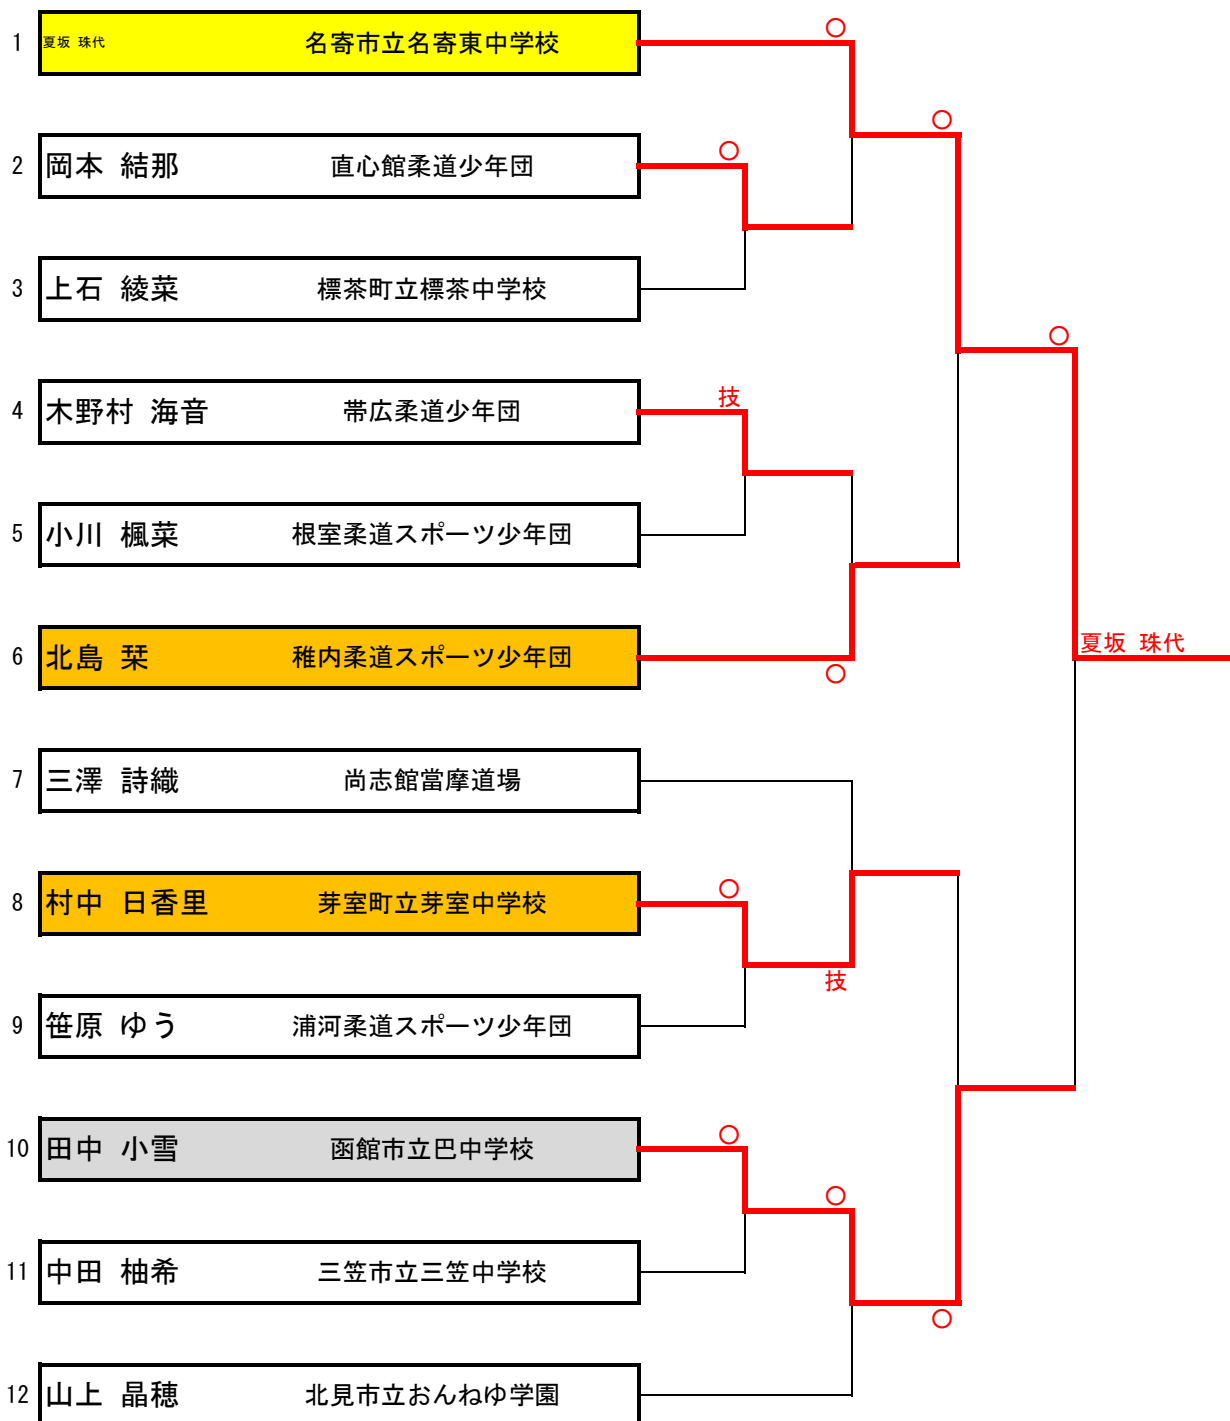 1 夏坂 珠代 名寄市立名寄東中学校 ○
○
2 岡本 結那 直心館柔道少年団 ○
3 上石 綾菜 標茶町立標茶中学校
○
4 木野村 海音 帯広柔道少年団 技
5 小川 楓菜 根室柔道スポーツ少年団
6 北島 栞 稚内柔道スポーツ少年団 ○
夏坂 珠代
7 三澤 詩織 尚志館當摩道場
8 村中 日香里 芽室町立芽室中学校 ○
技
9 笹原 ゆう 浦河柔道スポーツ少年団
10 田中 小雪 函館市立巴中学校 ○
○
11 中田 柚希 三笠市立三笠中学校
○
12 山上 晶穂 北見市立おんねゆ学園